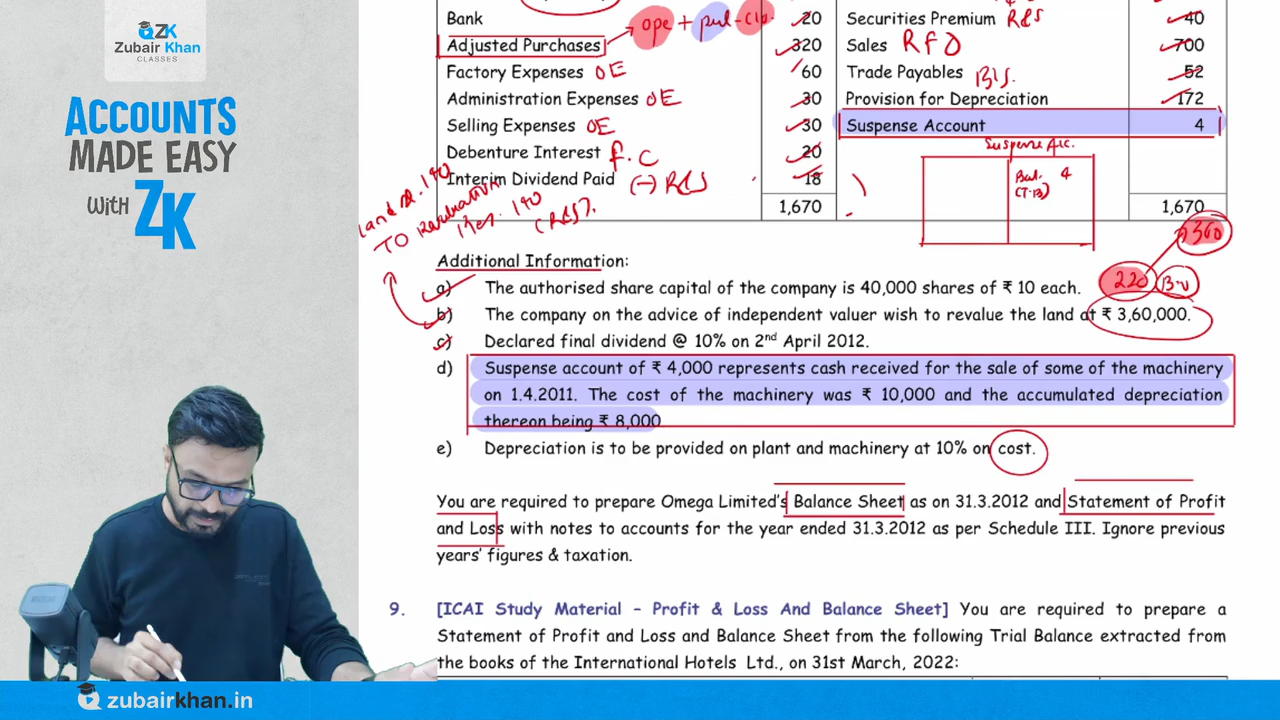 ZK
Zubair Khan
CLASSES
ACCOUNTS
MADE EASY
with ZK
Bank 20 Securities Premium R&S 40
Adjusted Purchases ope + pur - Clo. 320 Sales RFO 700
Factory Expenses OE 60 Trade Payables B/S. 52
Administration Expenses OE 30 Provision for Depreciation 172
Selling Expenses OE 30 Suspense Account 4
Debenture Interest f.C 20
Interim Dividend Paid (-) R&S 18
1,670 1,670
Suspense A/c.
Bal. 4
(T.B)
Land Dr. 140
TO Revaluation
Res. 140
(R&S).
360
220 B.V
Additional Information:
a) The authorised share capital of the company is 40,000 shares of ₹ 10 each.
b) The company on the advice of independent valuer wish to revalue the land at ₹ 3,60,000.
c) Declared final dividend @ 10% on 2nd April 2012.
d) Suspense account of ₹ 4,000 represents cash received for the sale of some of the machinery
on 1.4.2011. The cost of the machinery was ₹ 10,000 and the accumulated depreciation
thereon being ₹ 8,000
e) Depreciation is to be provided on plant and machinery at 10% on cost.
You are required to prepare Omega Limited's Balance Sheet as on 31.3.2012 and Statement of Profit
and Loss with notes to accounts for the year ended 31.3.2012 as per Schedule III. Ignore previous
years' figures & taxation.
9. [ICAI Study Material – Profit & Loss And Balance Sheet] You are required to prepare a
Statement of Profit and Loss and Balance Sheet from the following Trial Balance extracted from
the books of the International Hotels Ltd., on 31st March, 2022:
zubairkhan.in